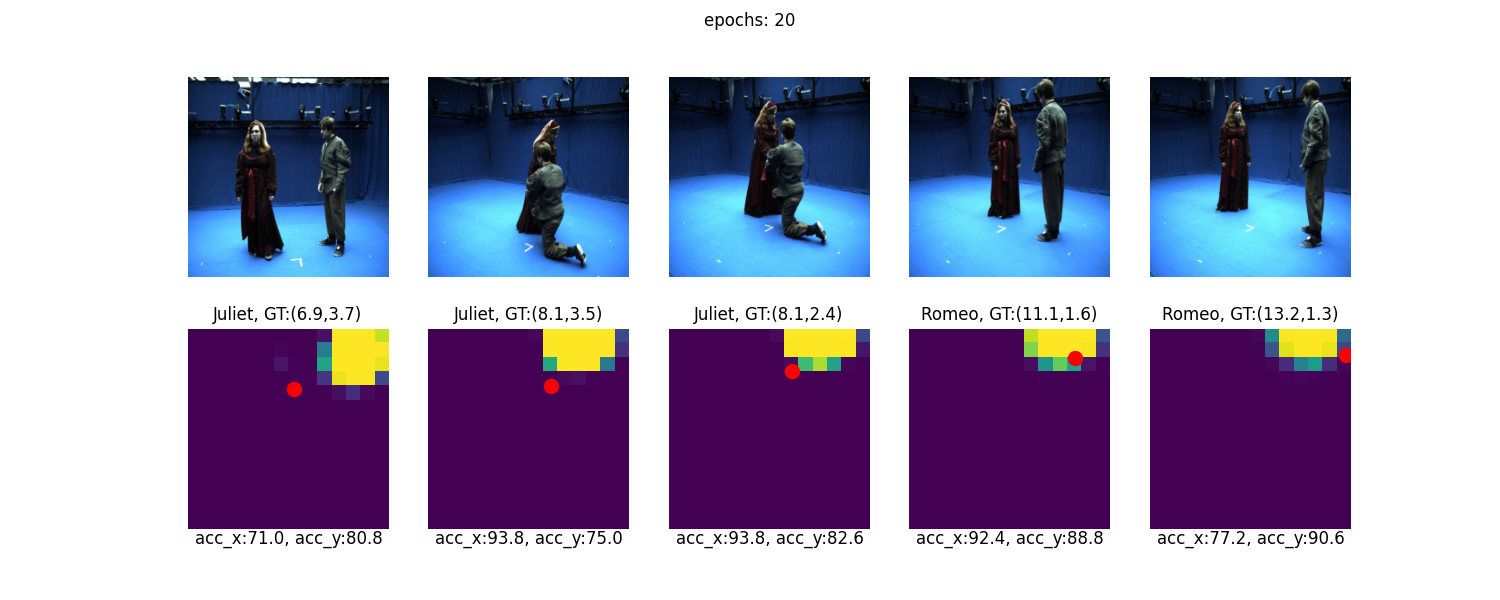 epochs: 20
Juliet, GT:(6.9,3.7)
Juliet, GT:(8.1,3.5)
Juliet, GT:(8.1,2.4)
Romeo, GT:(11.1,1.6)
Romeo, GT:(13.2,1.3)
acc_x:71.0, acc_y:80.8
acc_x:93.8, acc_y:75.0
acc_x:93.8, acc_y:82.6
acc_x:92.4, acc_y:88.8
acc_x:77.2, acc_y:90.6